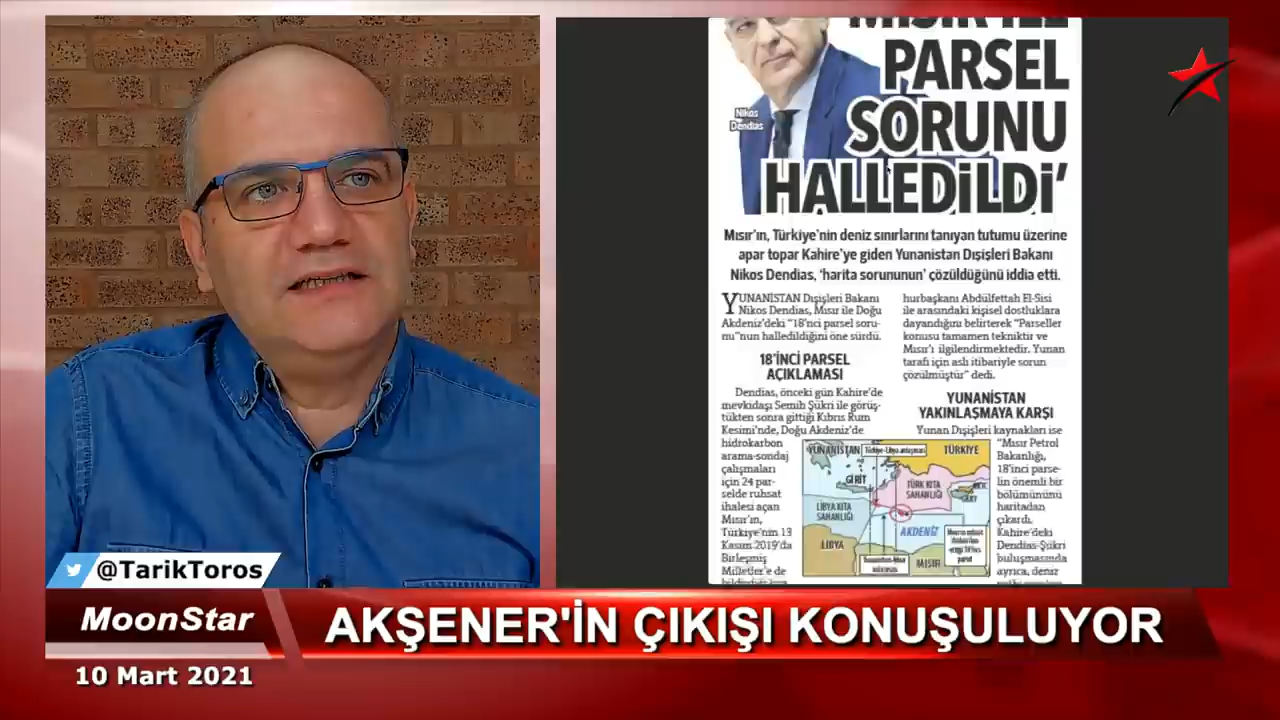 MISIR İLE
PARSEL
SORUNU
HALLEDİLDİ'
Nikos
Dendias
Mısır'ın, Türkiye'nin deniz sınırlarını tanıyan tutumu üzerine
apar topar Kahire'ye giden Yunanistan Dışişleri Bakanı
Nikos Dendias, 'harita sorununun' çözüldüğünü iddia etti.
YUNANİSTAN Dışişleri Bakanı
Nikos Dendias, Mısır ile Doğu
Akdeniz'deki "18'nci parsel soru-
nu"nun halledildiğini öne sürdü.
18'İNCİ PARSEL
AÇIKLAMASI
Dendias, önceki gün Kahire'de
mevkidaşı Semih Şükri ile görüş-
tükten sonra gittiği Kıbrıs Rum
Kesimi'nde, Doğu Akdeniz'de
hidrokarbon
arama-sondaj
çalışmaları
için 24 par-
selde ruhsat
ihalesi açan
Mısır'ın,
Türkiye'nin 13
Kasım 2019'da
Birleşmiş
Milletler'e de
hurbaşkanı Abdülfettah El-Sisi
ile arasındaki kişisel dostluklara
dayandığını belirterek "Parseller
konusu tamamen tekniktir ve
Mısır'ı ilgilendirmektedir. Yunan
tarafı için aslı itibariyle sorun
çözülmüştür" dedi.
YUNANİSTAN
YAKINLAŞMAYA KARŞI
Yunan Dışişleri kaynakları ise
"Mısır Petrol
Bakanlığı,
18'inci parse-
lin önemli bir
bölümünü
haritadan
çıkardı.
Kahire'deki
Dendias-Şükri
buluşmasında
ayrıca, deniz
YUNANİSTAN
Türkiye-Libya anlaşması
TÜRKİYE
GİRİT
TÜRK KITA
SAHANLIĞI
LİBYA KITA
SAHANLIĞI
AKDENİZ
LİBYA
MISIR
@TarikToros
MoonStar
AKŞENER'İN ÇIKIŞI KONUŞULUYOR
10 Mart 2021